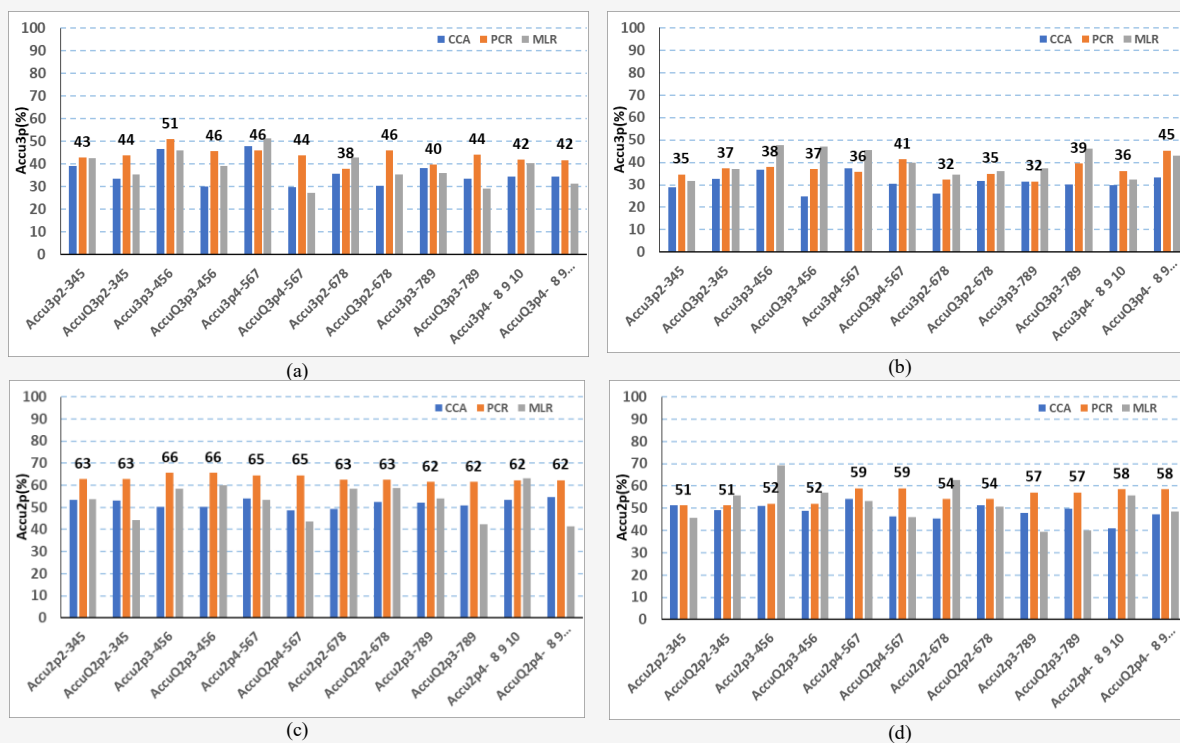 100
90
80
70
60
50
40
30
20
10
0
Accu3p(%)
CCA PCR MLR
43 44 51 46 46 44 38 46 40 44 42 42
Accu3p2-345
AccuQ3p2-345
Accu3p3-456
AccuQ3p3-456
Accu3p4-567
AccuQ3p4-567
Accu3p2-678
AccuQ3p2-678
Accu3p3-789
AccuQ3p3-789
Accu3p4- 8 9 10
AccuQ3p4- 8 9...
(a)
100
90
80
70
60
50
40
30
20
10
0
Accu3p(%)
CCA PCR MLR
35 37 38 37 36 41 32 35 32 39 36 45
Accu3p2-345
AccuQ3p2-345
Accu3p3-456
AccuQ3p3-456
Accu3p4-567
AccuQ3p4-567
Accu3p2-678
AccuQ3p2-678
Accu3p3-789
AccuQ3p3-789
Accu3p4- 8 9 10
AccuQ3p4- 8 9...
(b)
100
90
80
70
60
50
40
30
20
10
0
Accu2p(%)
CCA PCR MLR
63 63 66 66 65 65 63 63 62 62 62 62
Accu2p2-345
AccuQ2p2-345
Accu2p3-456
AccuQ2p3-456
Accu2p4-567
AccuQ2p4-567
Accu2p2-678
AccuQ2p2-678
Accu2p3-789
AccuQ2p3-789
Accu2p4- 8 9 10
AccuQ2p4- 8 9...
(c)
100
90
80
70
60
50
40
30
20
10
0
Accu2p(%)
CCA PCR MLR
51 51 52 52 59 59 54 54 57 57 58 58
Accu2p2-345
AccuQ2p2-345
Accu2p3-456
AccuQ2p3-456
Accu2p4-567
AccuQ2p4-567
Accu2p2-678
AccuQ2p2-678
Accu2p3-789
AccuQ2p3-789
Accu2p4- 8 9 10
AccuQ2p4- 8 9...
(d)